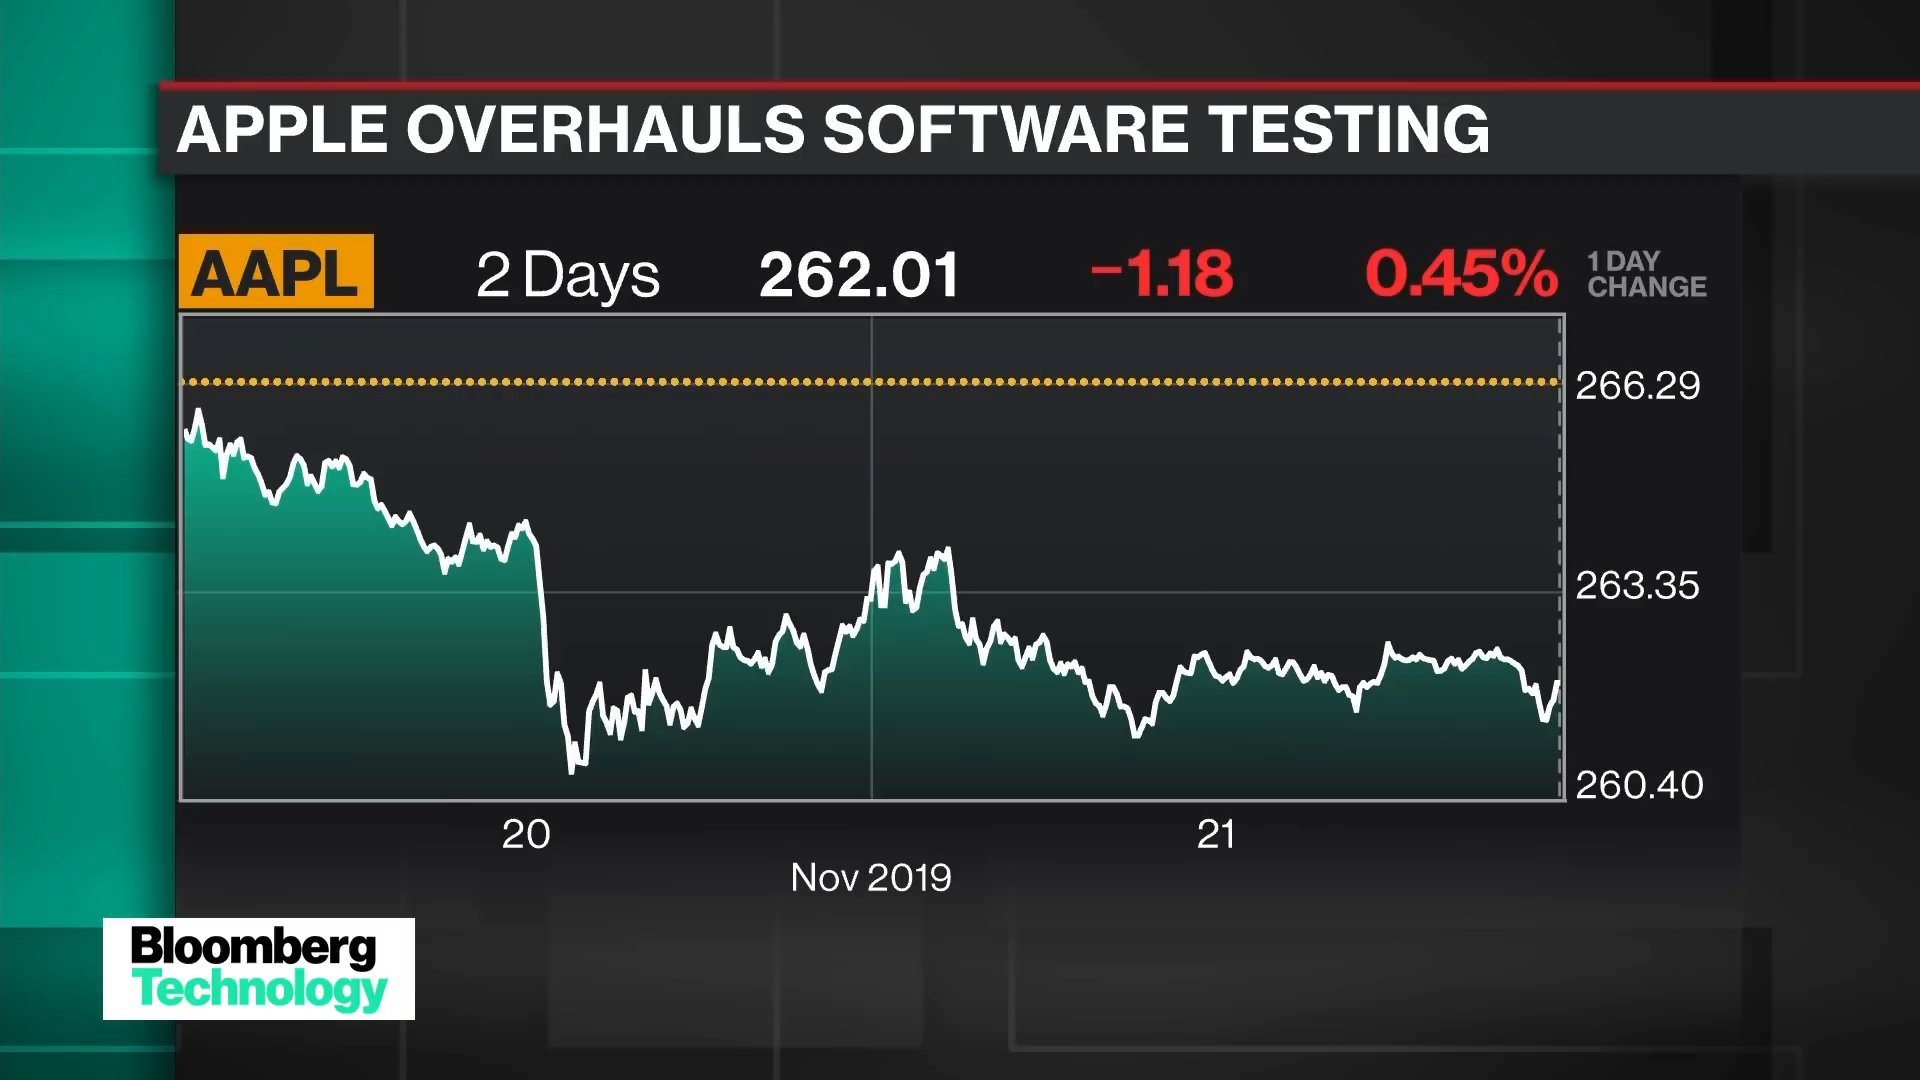 APPLE OVERHAULS SOFTWARE TESTING
AAPL 2 Days 262.01 −1.18 0.45% 1 DAY CHANGE
266.29
263.35
260.40
20 21
Nov 2019
Bloomberg
Technology